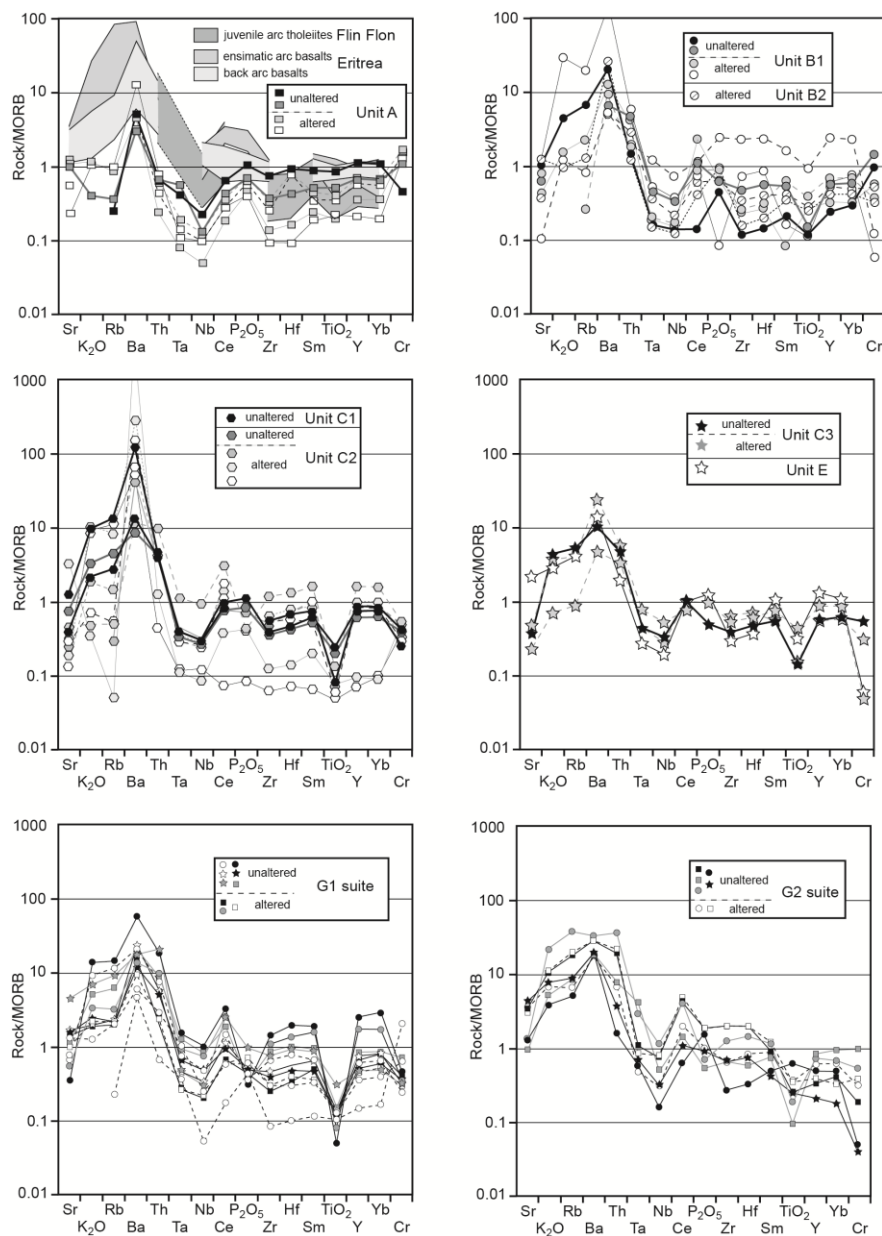 100
10
1
0.1
0.01
Rock/MORB
juvenile arc tholeiites Flin Flon
ensimatic arc basalts
Eritrea
back arc basalts
unaltered
Unit A
altered
Sr Rb Th Nb P2O5 Hf TiO2 Yb
K2O Ba Ta Ce Zr Sm Y Cr
100
10
1
0.1
0.01
Rock/MORB
unaltered
Unit B1
altered
altered Unit B2
Sr Rb Th Nb P2O5 Hf TiO2 Yb
K2O Ba Ta Ce Zr Sm Y Cr
1000
100
10
1
0.1
0.01
Rock/MORB
unaltered Unit C1
unaltered
Unit C2
altered
Sr Rb Th Nb P2O5 Hf TiO2 Yb
K2O Ba Ta Ce Zr Sm Y Cr
1000
100
10
1
0.1
0.01
Rock/MORB
unaltered
Unit C3
altered
Unit E
Sr Rb Th Nb P2O5 Hf TiO2 Yb
K2O Ba Ta Ce Zr Sm Y Cr
1000
100
10
1
0.1
0.01
Rock/MORB
unaltered
G1 suite
altered
Sr Rb Th Nb P2O5 Hf TiO2 Yb
K2O Ba Ta Ce Zr Sm Y Cr
1000
100
10
1
0.1
0.01
Rock/MORB
unaltered
G2 suite
altered
Sr Rb Th Nb P2O5 Hf TiO2 Yb
K2O Ba Ta Ce Zr Sm Y Cr